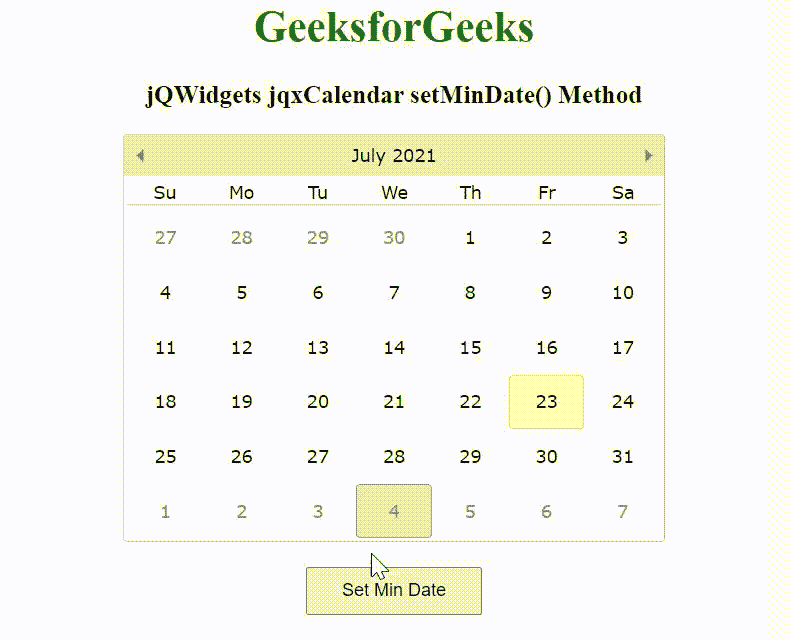 GeeksforGeeks
jQWidgets jqxCalendar setMinDate() Method
July 2021
Su Mo Tu We Th Fr Sa
27 28 29 30 1 2 3
4 5 6 7 8 9 10
11 12 13 14 15 16 17
18 19 20 21 22 23 24
25 26 27 28 29 30 31
1 2 3 4 5 6 7
Set Min Date